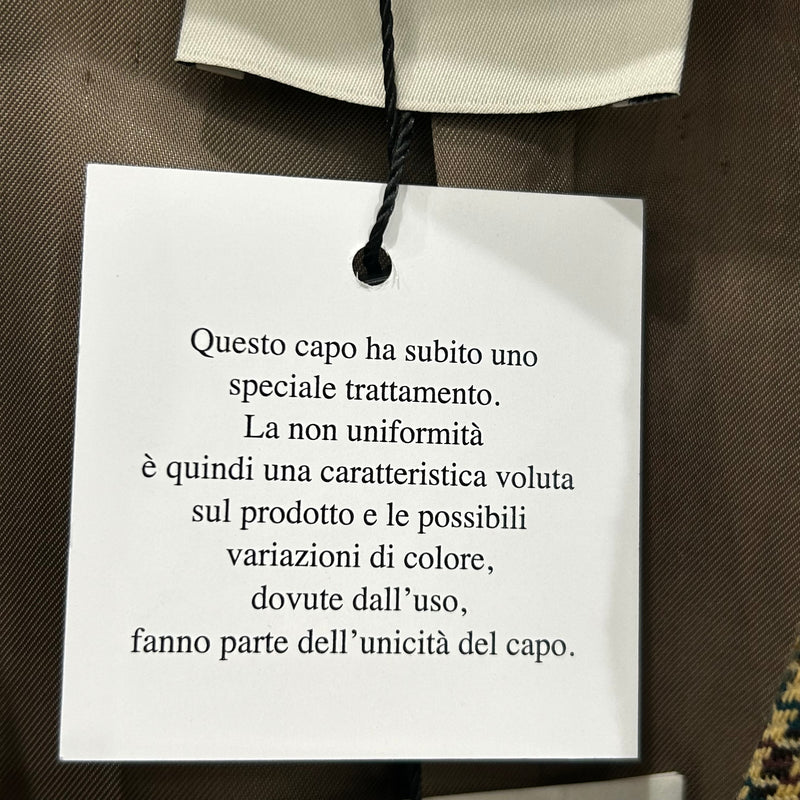 Questo capo ha subito uno
speciale trattamento.
La non uniformità
è quindi una caratteristica voluta
sul prodotto e le possibili
variazioni di colore,
dovute dall’uso,
fanno parte dell’unicità del capo.